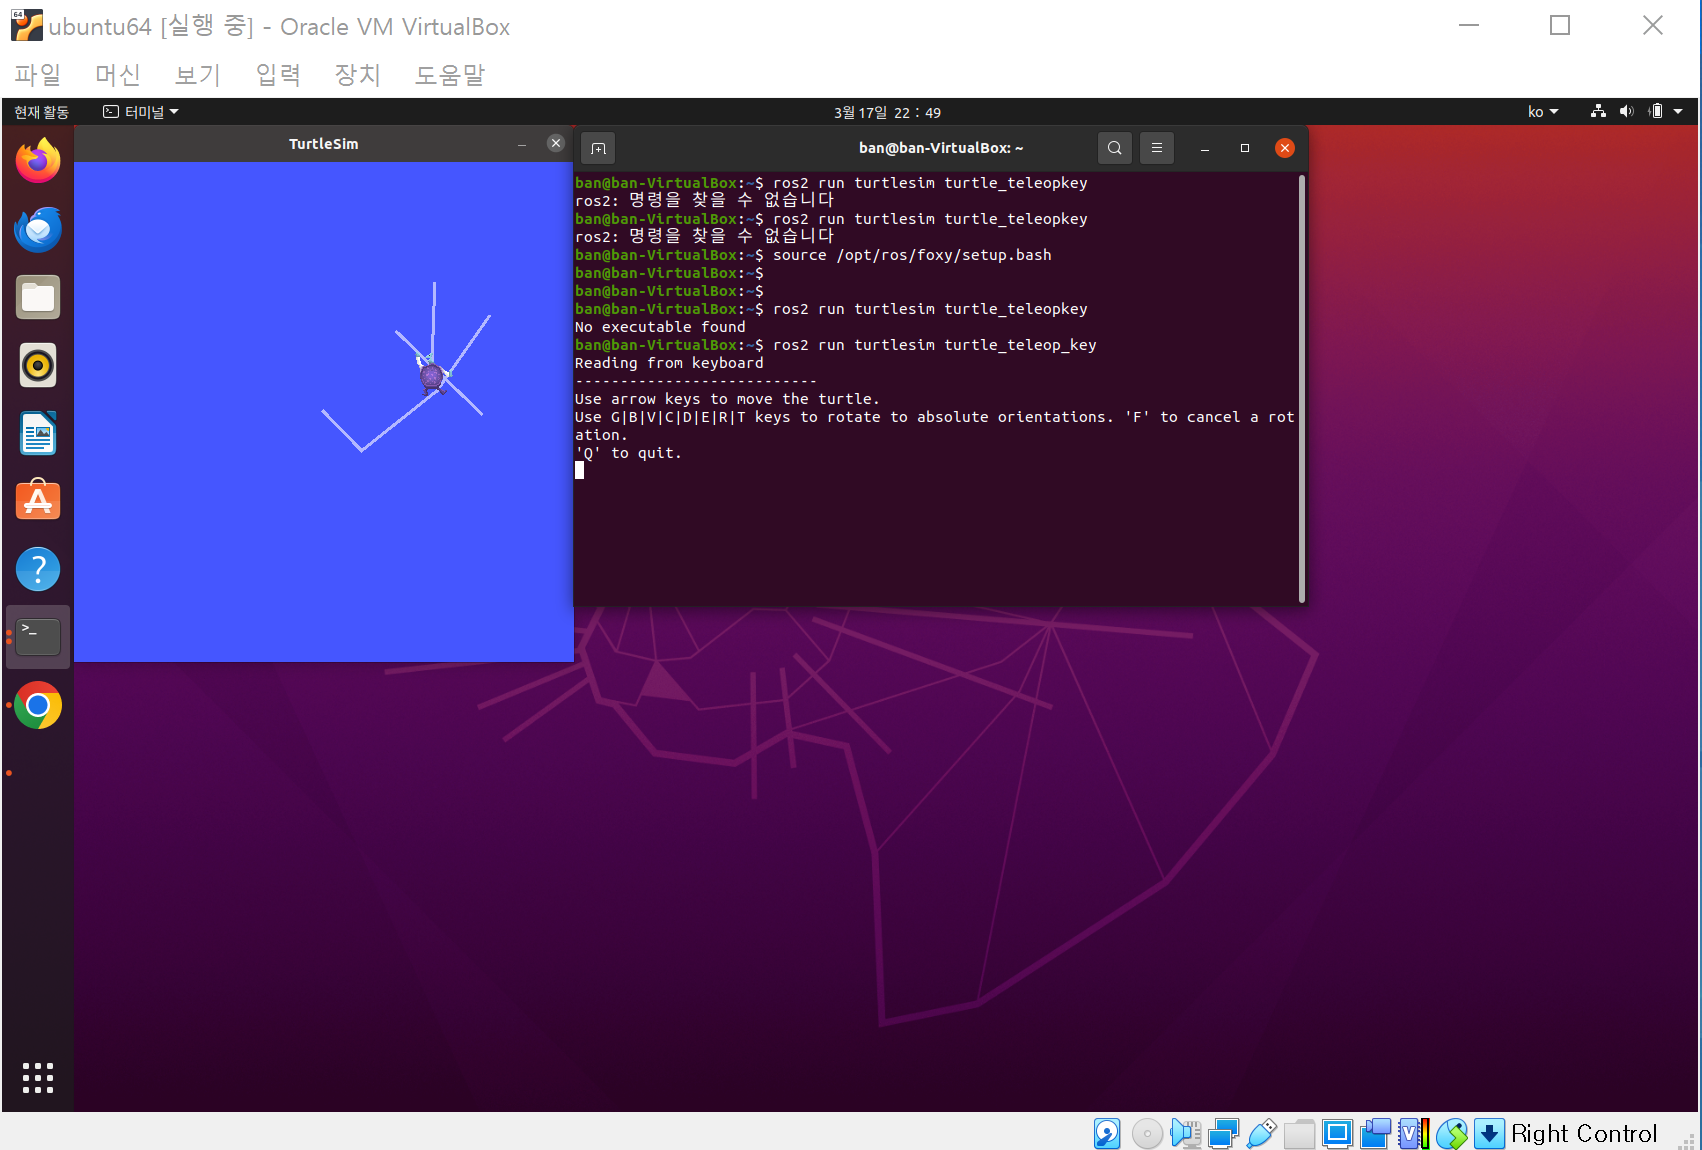 64
ubuntu64 [실행 중] - Oracle VM VirtualBox
파일 머신 보기 입력 장치 도움말
현재 활동 터미널 3월 17일 22 : 49 ko
TurtleSim
ban@ban-VirtualBox: ~
ban@ban-VirtualBox:~$ ros2 run turtlesim turtle_teleopkey
ros2: 명령을 찾을 수 없습니다
ban@ban-VirtualBox:~$ ros2 run turtlesim turtle_teleopkey
ros2: 명령을 찾을 수 없습니다
ban@ban-VirtualBox:~$ source /opt/ros/foxy/setup.bash
ban@ban-VirtualBox:~$
ban@ban-VirtualBox:~$
ban@ban-VirtualBox:~$ ros2 run turtlesim turtle_teleopkey
No executable found
ban@ban-VirtualBox:~$ ros2 run turtlesim turtle_teleop_key
Reading from keyboard
---------------------------
Use arrow keys to move the turtle.
Use G|B|V|C|D|E|R|T keys to rotate to absolute orientations. 'F' to cancel a rot
ation.
'Q' to quit.
Right Control